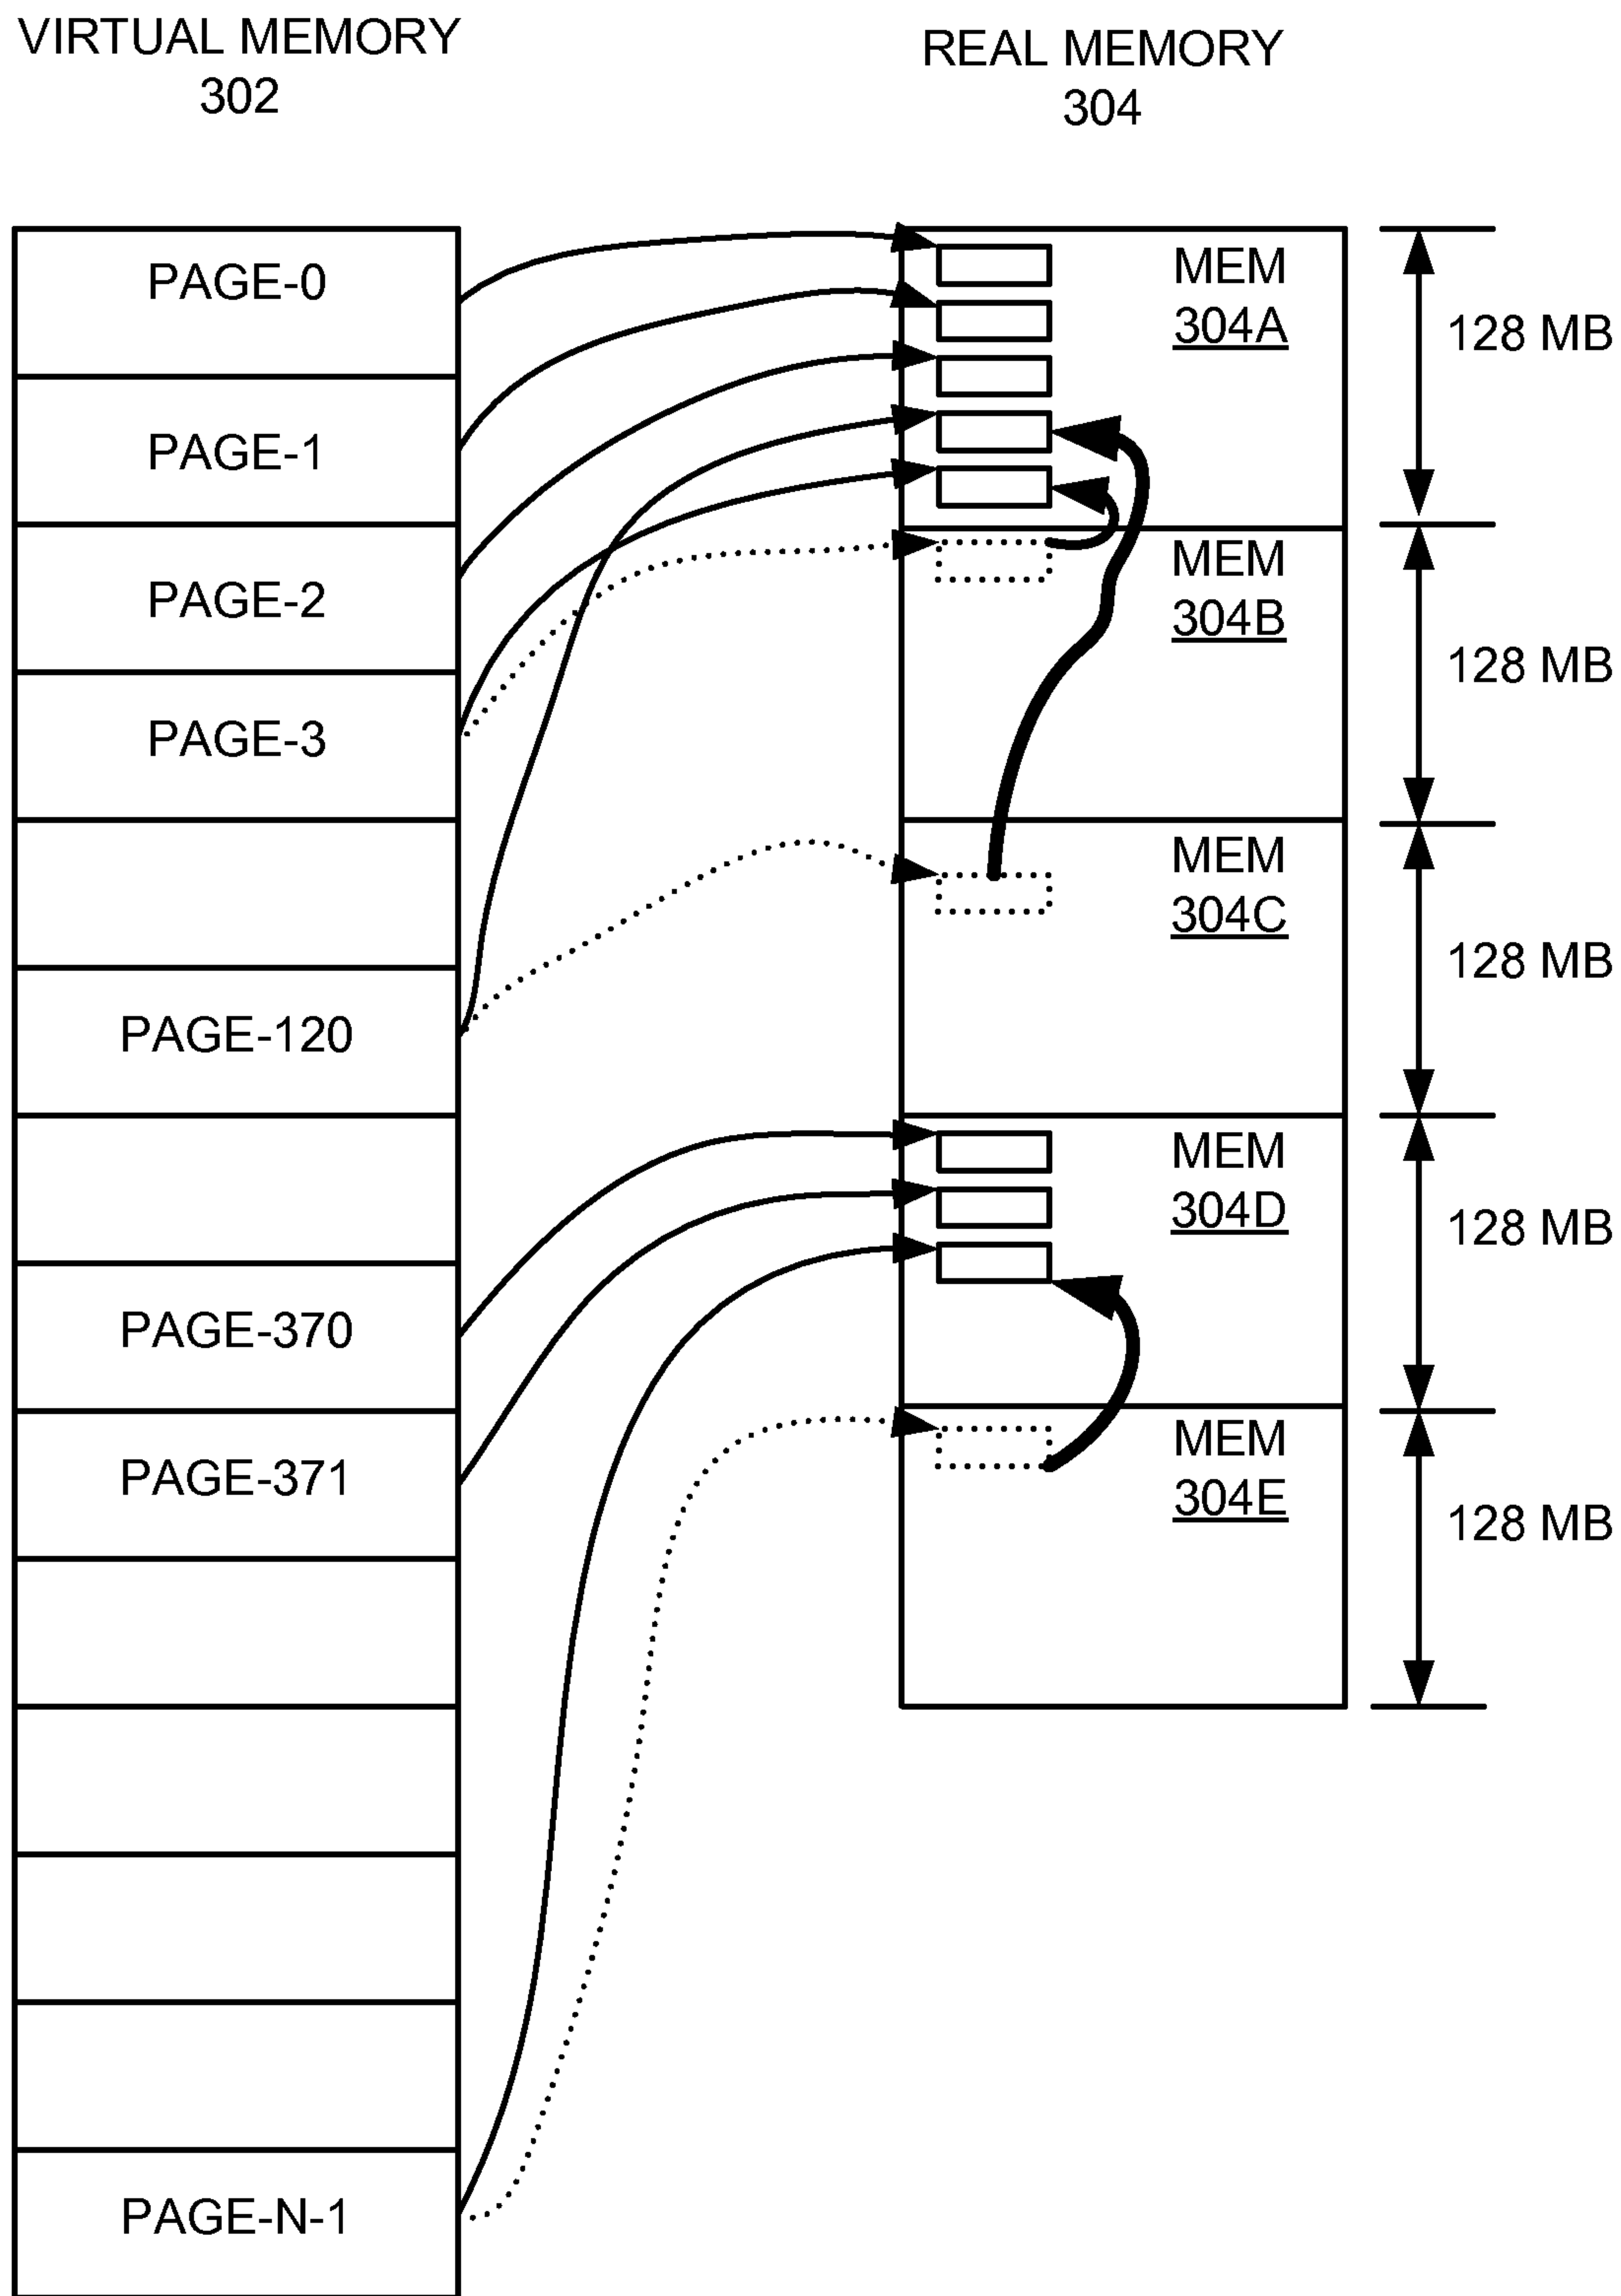 VIRTUAL MEMORY
302
REAL MEMORY
304
PAGE-0
PAGE-1
PAGE-2
PAGE-3
PAGE-120
PAGE-370
PAGE-371
PAGE-N-1
MEM
304A
128 MB
MEM
304B
128 MB
MEM
304C
128 MB
MEM
304D
128 MB
MEM
304E
128 MB